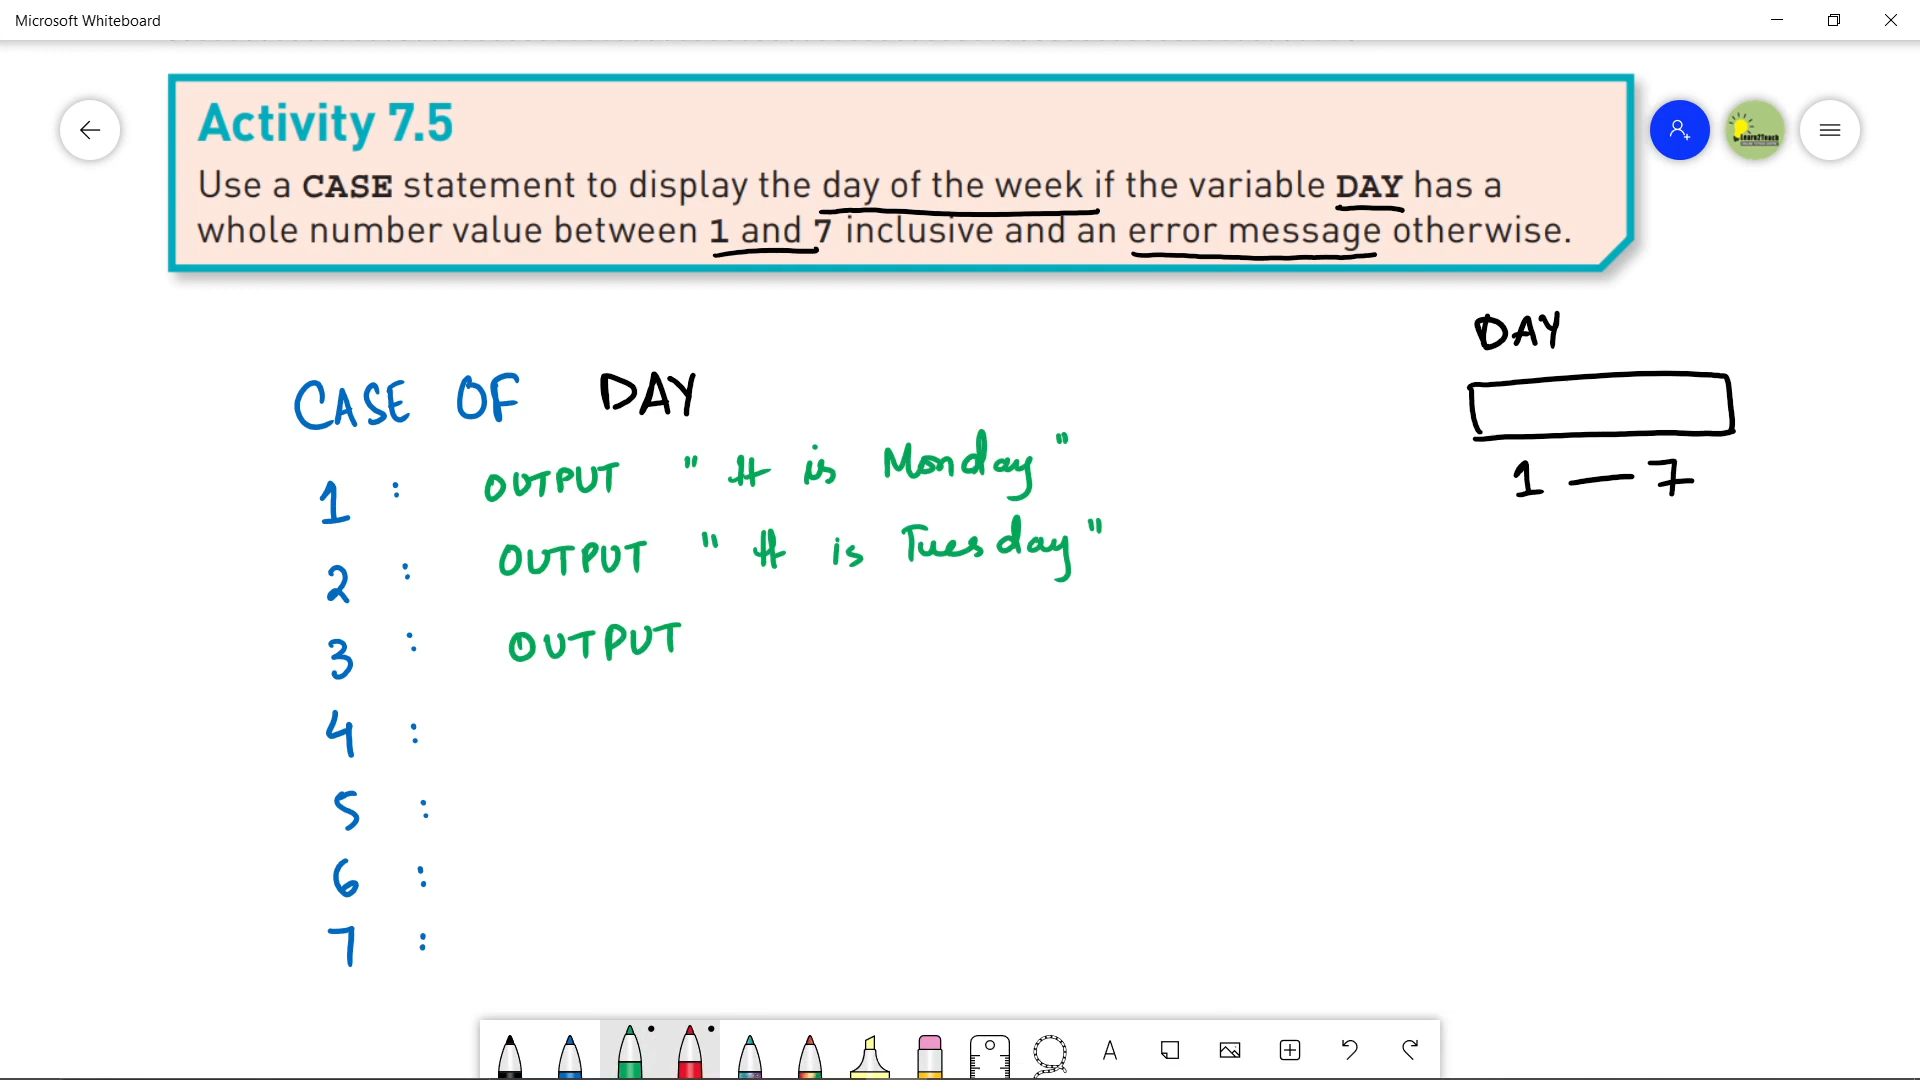 Microsoft Whiteboard
Activity 7.5
Use a CASE statement to display the day of the week if the variable DAY has a
whole number value between 1 and 7 inclusive and an error message otherwise.
Learn2Teach
DAY
1 — 7
CASE OF DAY
1 : OUTPUT " It is Monday "
2 : OUTPUT " It is Tuesday "
3 : OUTPUT
4 :
5 :
6 :
7 :
A